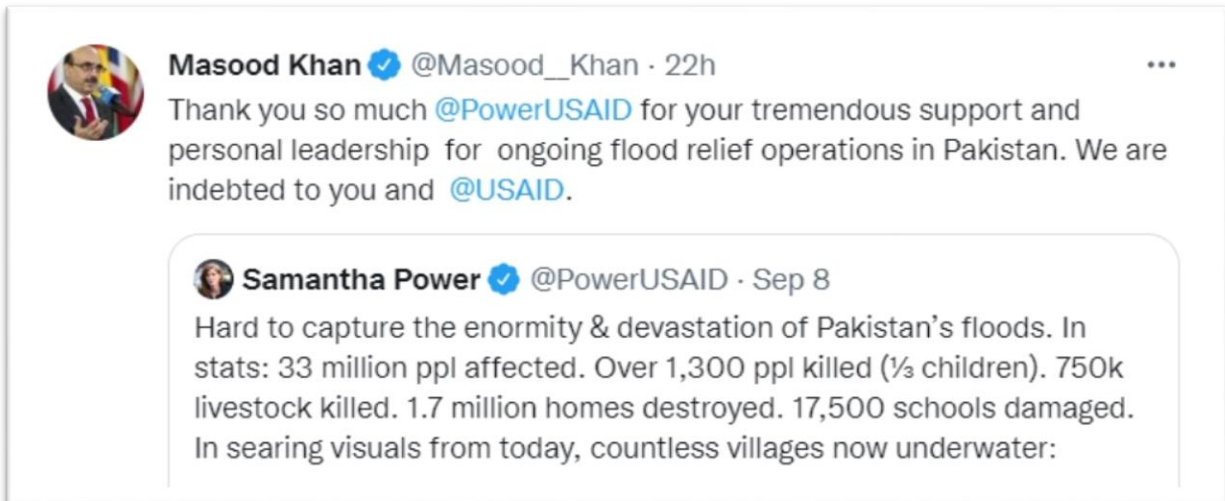 Masood Khan @Masood__Khan · 22h
Thank you so much @PowerUSAID for your tremendous support and
personal leadership for ongoing flood relief operations in Pakistan. We are
indebted to you and @USAID.
Samantha Power @PowerUSAID · Sep 8
Hard to capture the enormity & devastation of Pakistan’s floods. In
stats: 33 million ppl affected. Over 1,300 ppl killed (⅓ children). 750k
livestock killed. 1.7 million homes destroyed. 17,500 schools damaged.
In searing visuals from today, countless villages now underwater: